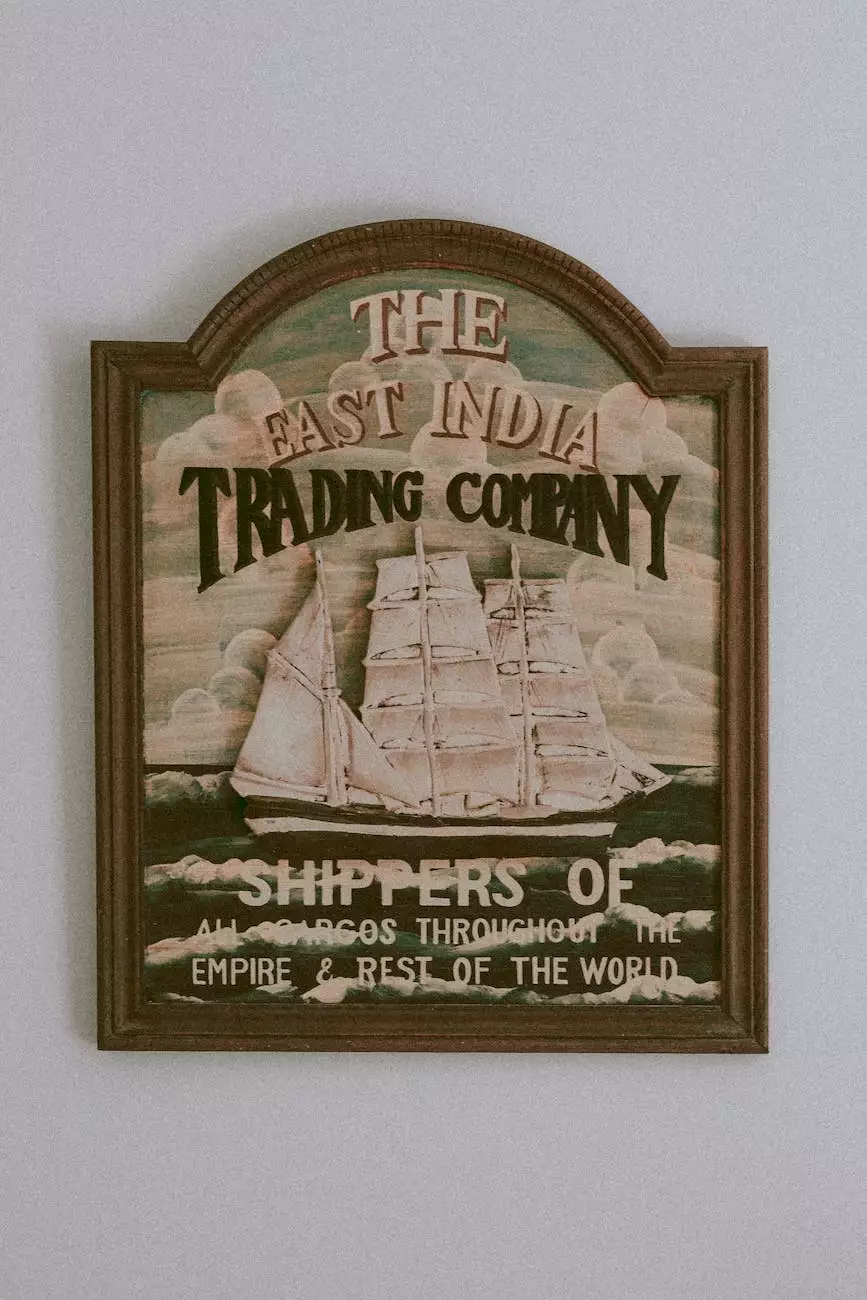 THE
EAST INDIA
TRADING COMPANY
SHIPPERS OF
ALL CARGOS THROUGHOUT THE
EMPIRE & REST OF THE WORLD